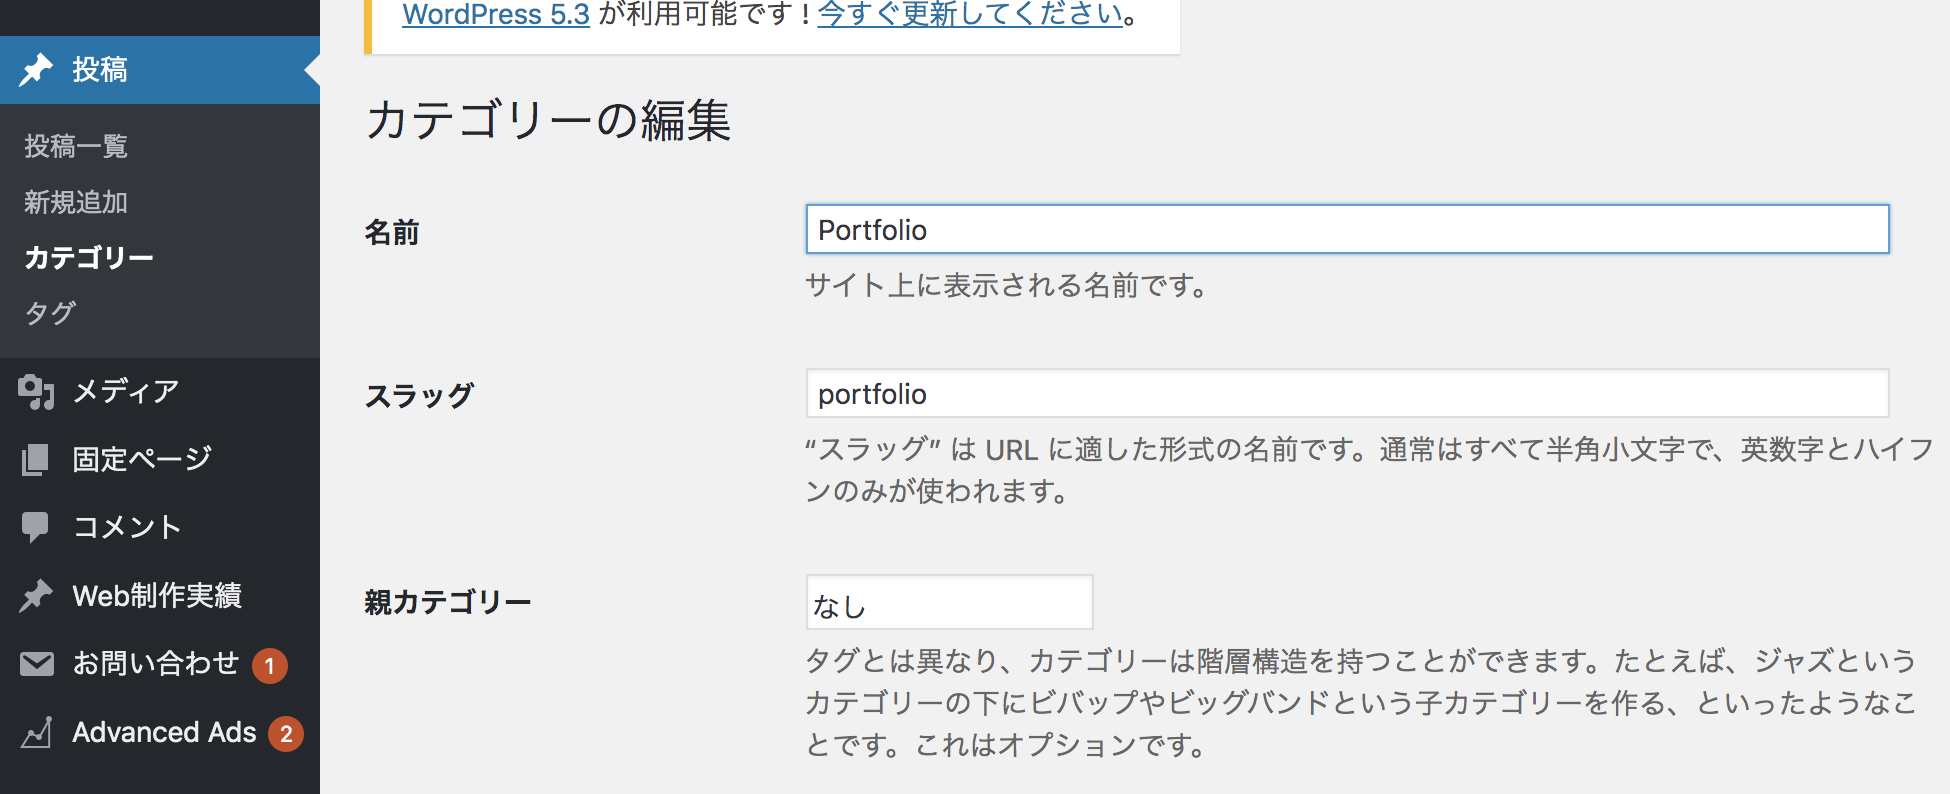 WordPress 5.3 が利用可能です ! 今すぐ更新してください。
投稿
投稿一覧
新規追加
カテゴリー
タグ
メディア
固定ページ
コメント
Web制作実績
お問い合わせ 1
Advanced Ads 2
カテゴリーの編集
名前
Portfolio
サイト上に表示される名前です。
スラッグ
portfolio
“スラッグ” は URL に適した形式の名前です。通常はすべて半角小文字で、英数字とハイフ
ンのみが使われます。
親カテゴリー
なし
タグとは異なり、カテゴリーは階層構造を持つことができます。たとえば、ジャズという
カテゴリーの下にビバップやビッグバンドという子カテゴリーを作る、といったようなこ
とです。これはオプションです。